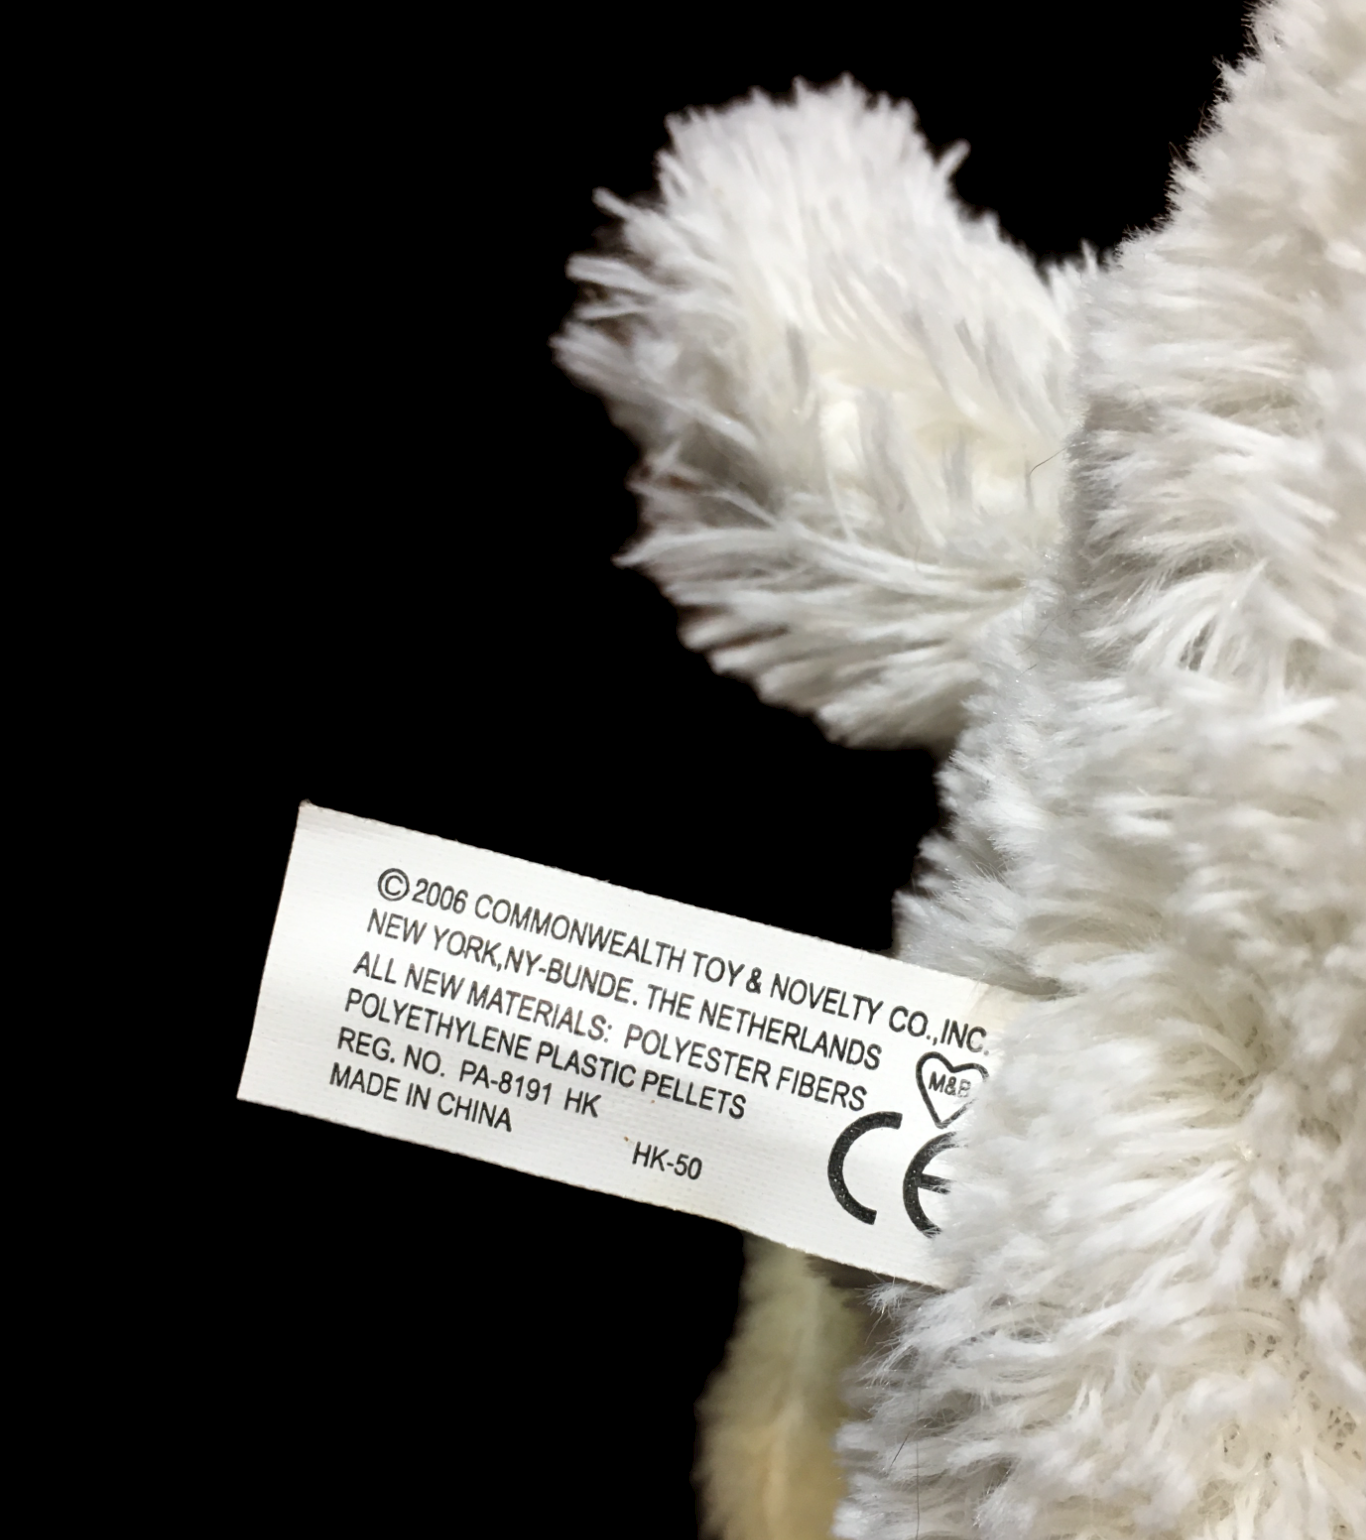 ©2006 COMMONWEALTH TOY & NOVELTY CO.,INC.
NEW YORK,NY-BUNDE. THE NETHERLANDS
ALL NEW MATERIALS: POLYESTER FIBERS
POLYETHYLENE PLASTIC PELLETS
REG. NO. PA-8191 HK
MADE IN CHINA
HK-50
M&B
CE